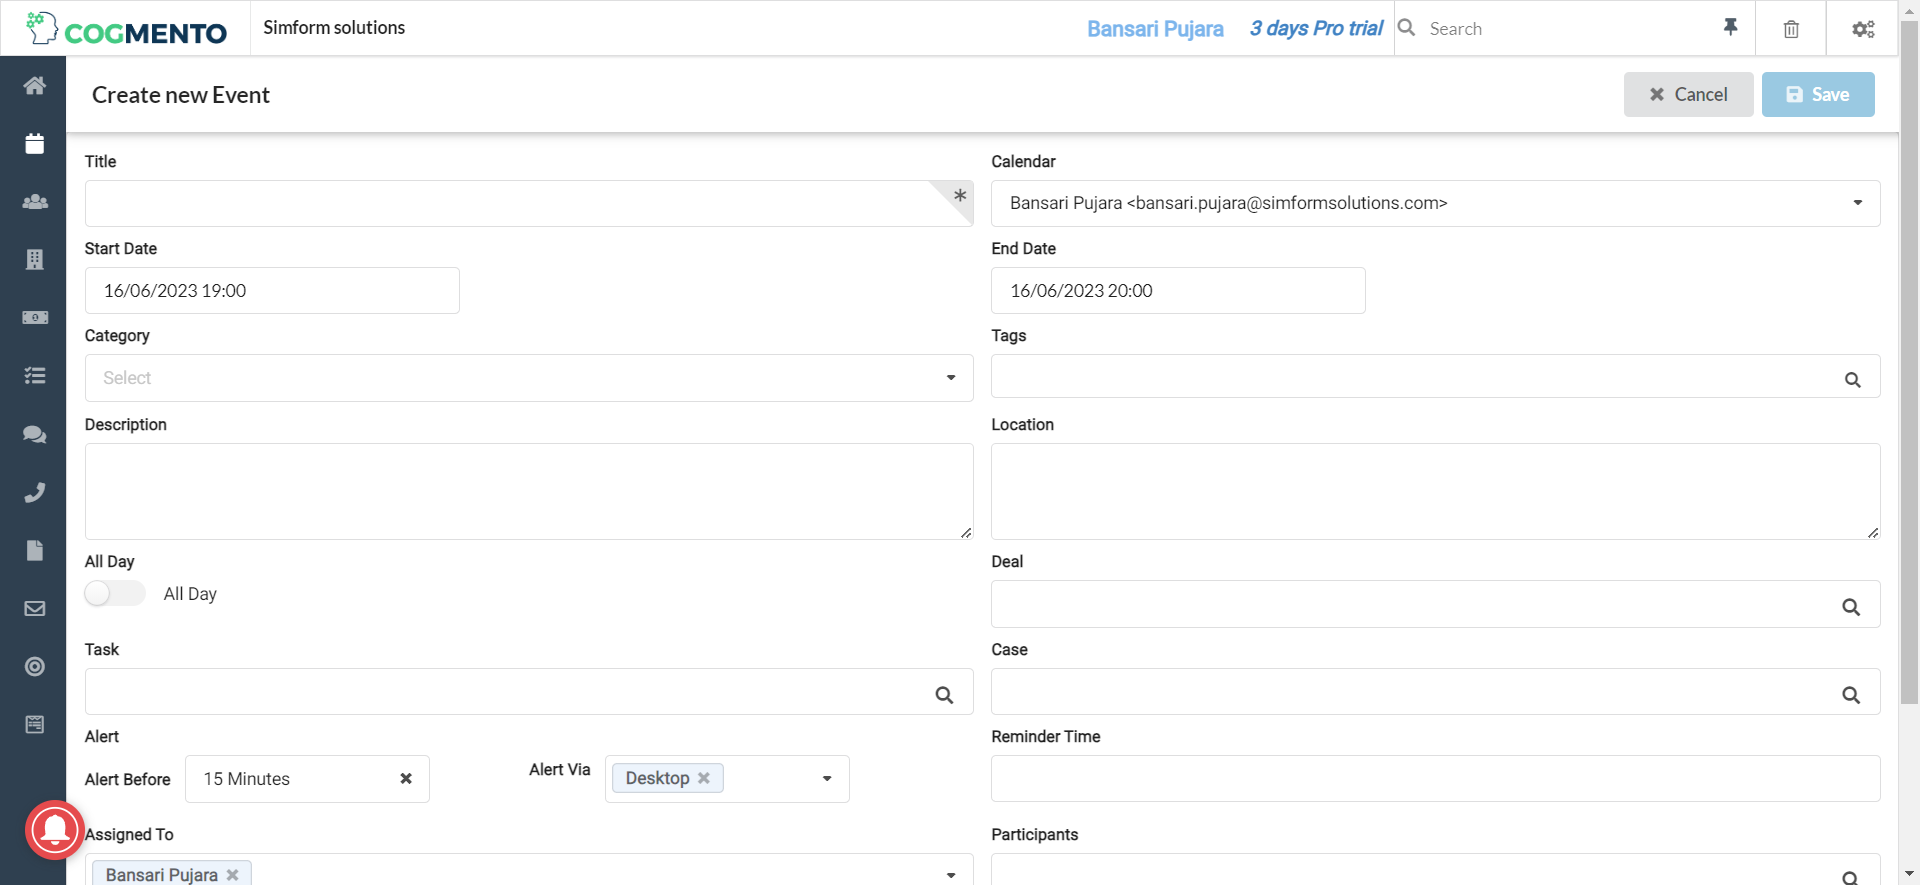 COGMENTO
Simform solutions
Bansari Pujara
3 days Pro trial
Search
Create new Event
Cancel
Save
Title
*
Calendar
Bansari Pujara <bansari.pujara@simformsolutions.com>
Start Date
16/06/2023 19:00
End Date
16/06/2023 20:00
Category
Select
Tags
Description
Location
All Day
All Day
Deal
Task
Case
Alert
Alert Before
15 Minutes
Alert Via
Desktop
Reminder Time
Assigned To
Bansari Pujara
Participants